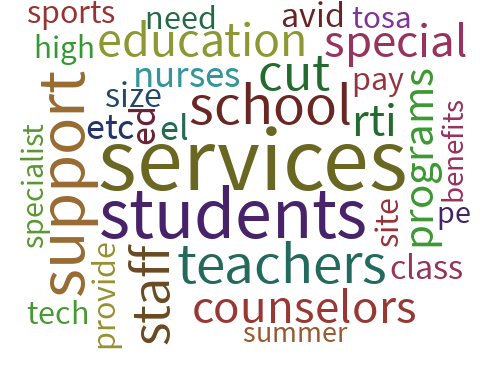 sports
need
avid
tosa
high
education
special
nurses
cut
pay
size
school
rti
etc
ed
el
support
services
programs
benefits
specialist
students
site
pe
provide
staff
teachers
class
tech
counselors
summer